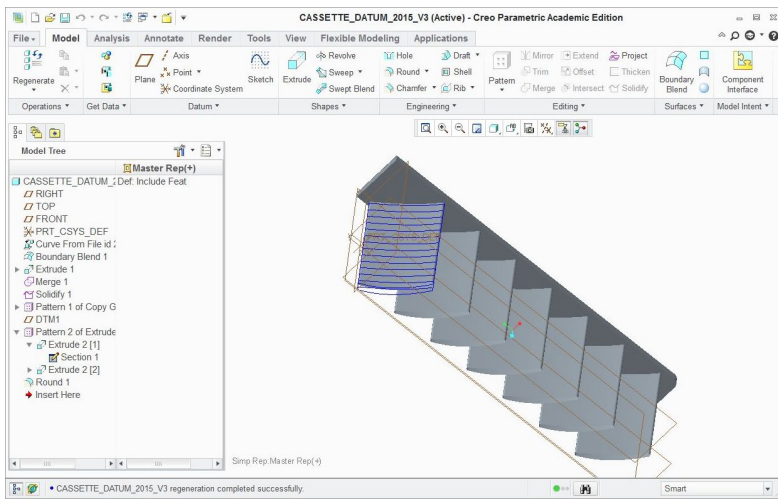 CASSETTE_DATUM_2015_V3 (Active) - Creo Parametric Academic Edition
File Model Analysis Annotate Render Tools View Flexible Modeling Applications
Regenerate
Operations
Get Data
Plane
Axis
Point
Coordinate System
Sketch
Datum
Extrude
Revolve
Sweep
Swept Blend
Shapes
Hole
Round
Chamfer
Draft
Shell
Rib
Engineering
Pattern
Mirror
Trim
Merge
Extend
Offset
Intersect
Project
Thicken
Solidify
Editing
Boundary Blend
Surfaces
Component Interface
Model Intent
Model Tree
Master Rep(+)
CASSETTE_DATUM_2 Def: Include Feat
RIGHT
TOP
FRONT
PRT_CSYS_DEF
Curve From File id 2
Boundary Blend 1
Extrude 1
Merge 1
Solidify 1
Pattern 1 of Copy G
DTM1
Pattern 2 of Extrude
Extrude 2 [1]
Section 1
Extrude 2 [2]
Round 1
Insert Here
Simp Rep:Master Rep(+)
• CASSETTE_DATUM_2015_V3 regeneration completed successfully.
Smart